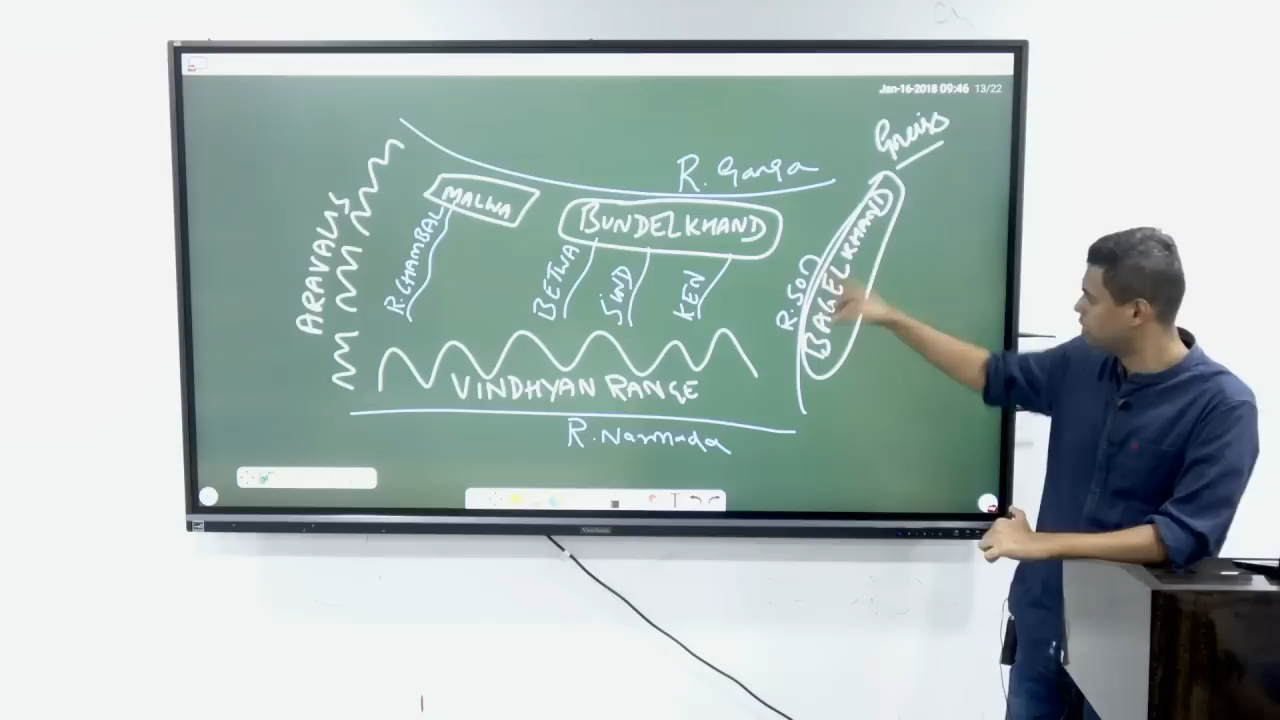 Jan-16-2018 09:46 13/22
Gneiss
R. Ganga
MALWA
BUNDELKHAND
ARAVALIS
R.CHAMBAL
BETWA
SIND
KEN
R. SON
BAGELKHAND
VINDHYAN RANGE
R. Narmada
ViewSonic